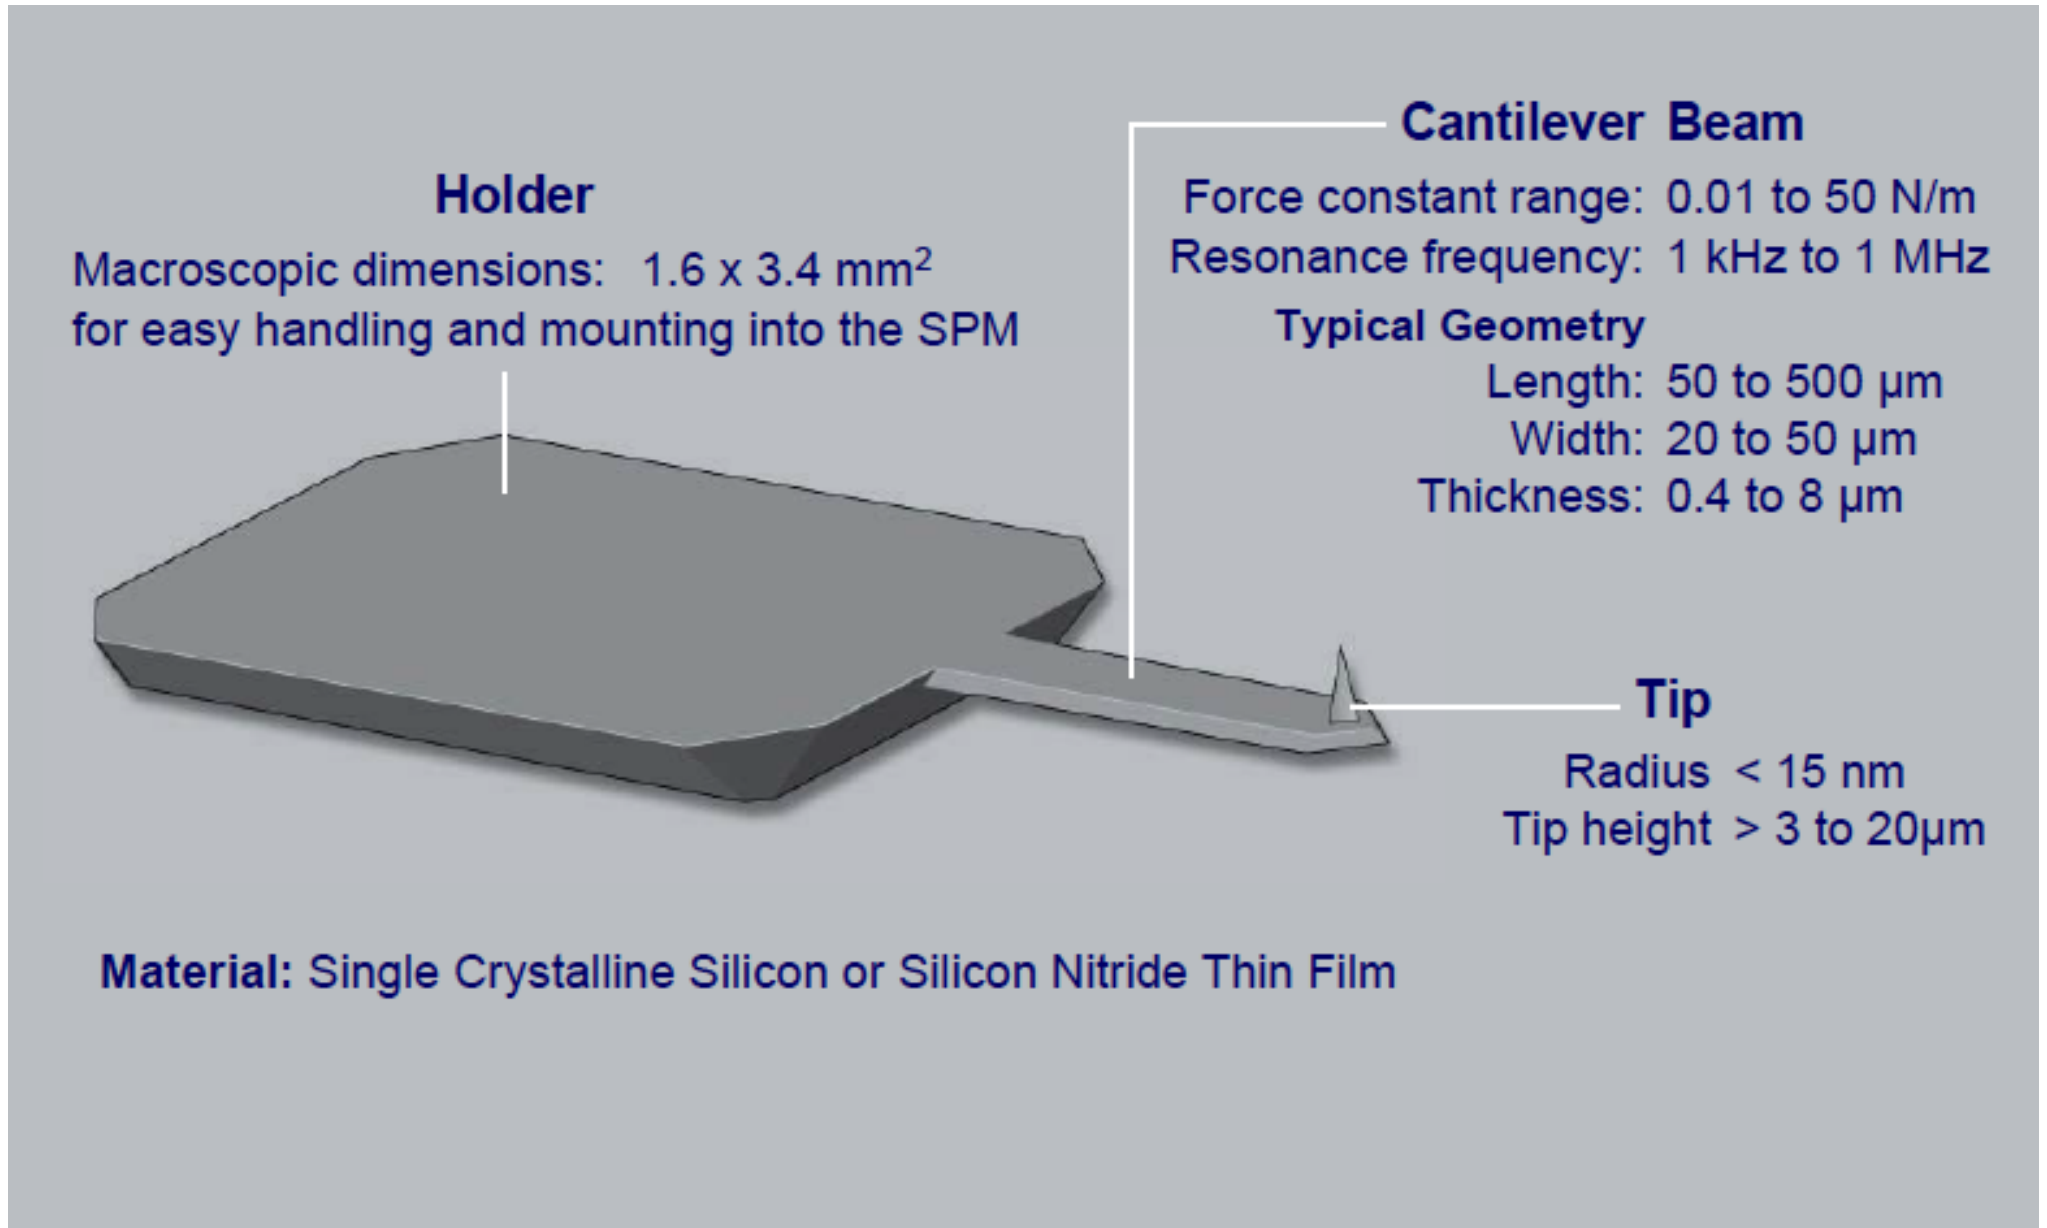 Holder
Macroscopic dimensions: 1.6 x 3.4 mm²
for easy handling and mounting into the SPM
Cantilever Beam
Force constant range: 0.01 to 50 N/m
Resonance frequency: 1 kHz to 1 MHz
Typical Geometry
Length: 50 to 500 µm
Width: 20 to 50 µm
Thickness: 0.4 to 8 µm
Tip
Radius < 15 nm
Tip height > 3 to 20µm
Material: Single Crystalline Silicon or Silicon Nitride Thin Film